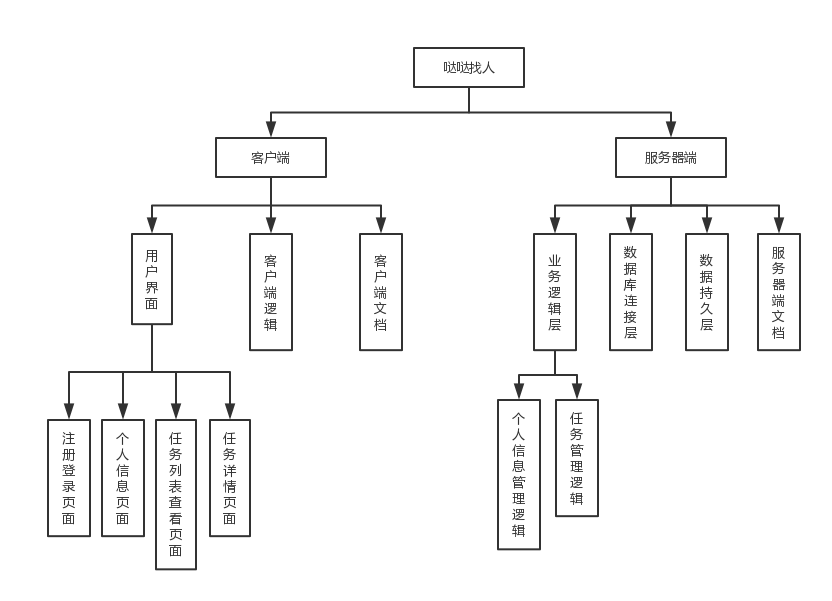 哒哒找人
客户端
服务器端
用户界面
客户端逻辑
客户端文档
业务逻辑层
数据库连接层
数据持久层
服务器端文档
注册登录页面
个人信息页面
任务列表查看页面
任务详情页面
个人信息管理逻辑
任务管理逻辑